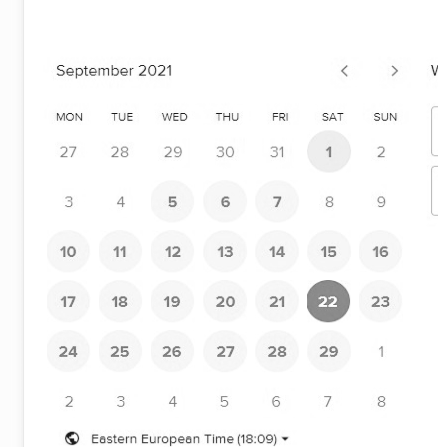 September 2021 < > W
MON TUE WED THU FRI SAT SUN
27 28 29 30 31 1 2
3 4 5 6 7 8 9
10 11 12 13 14 15 16
17 18 19 20 21 22 23
24 25 26 27 28 29 1
2 3 4 5 6 7 8
Eastern European Time (18:09)